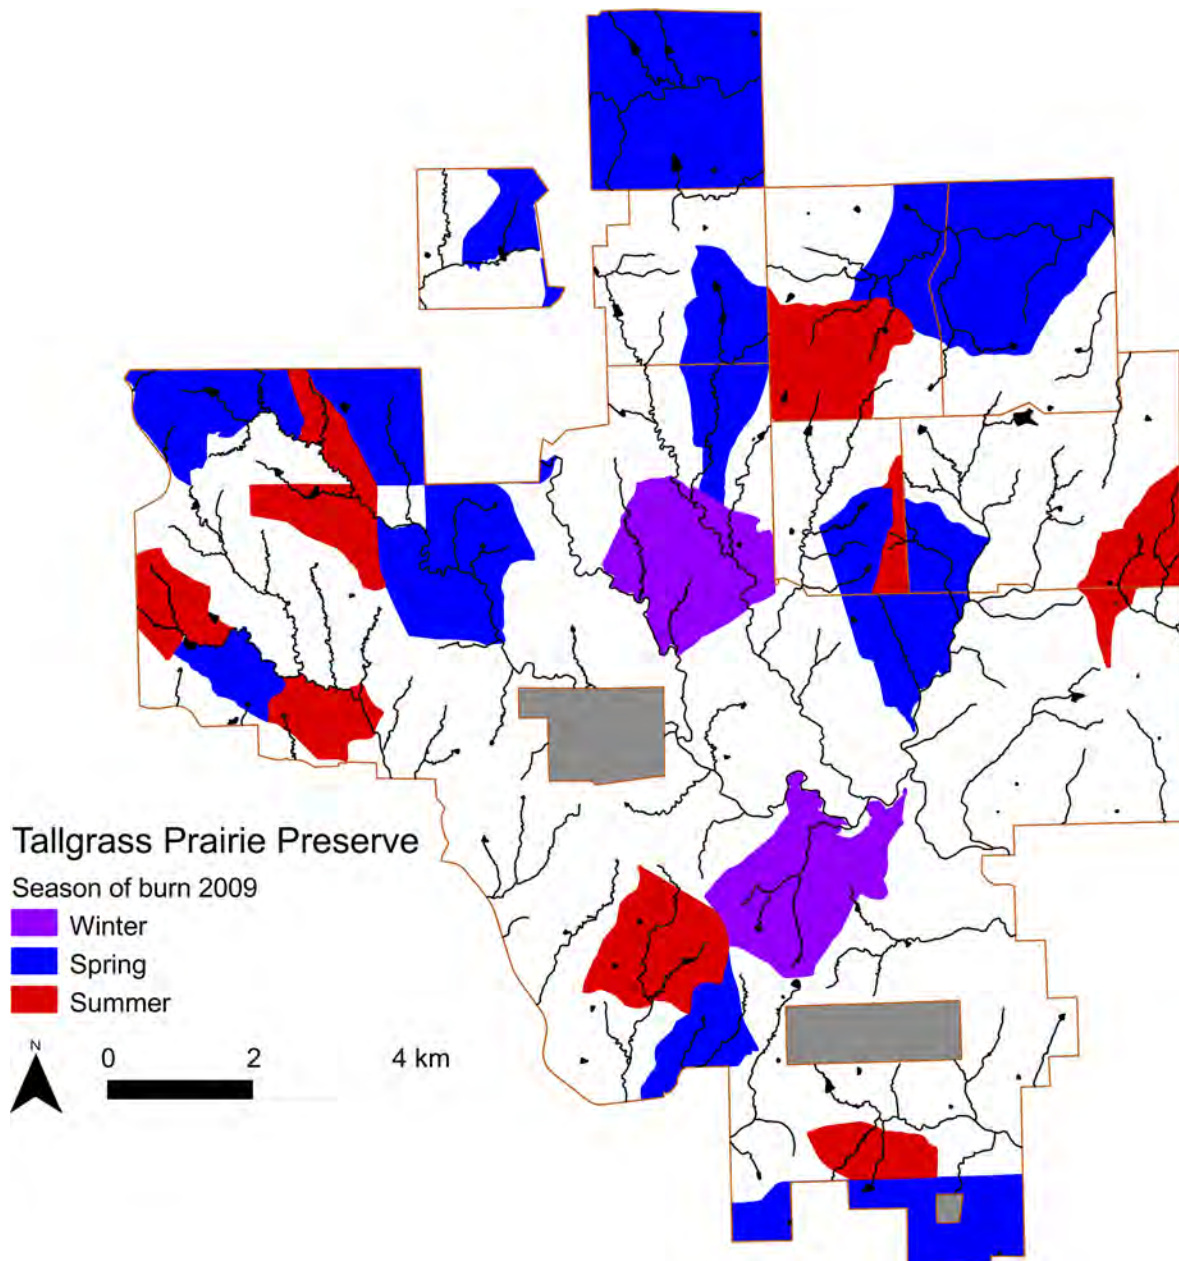 Tallgrass Prairie Preserve
Season of burn 2009
Winter
Spring
Summer
N
0 2 4 km